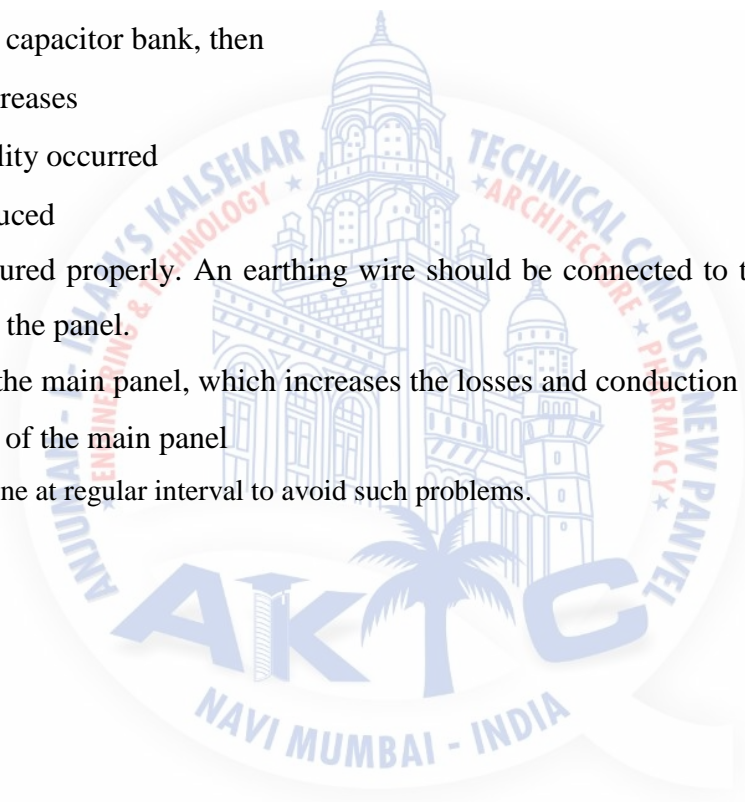 capacitor bank, then
reases
lity occurred
uced
ured properly. An earthing wire should be connected to t
the panel.
the main panel, which increases the losses and conduction
of the main panel
ne at regular interval to avoid such problems.
ANJUMAN - I - ISLAM'S KALSEKAR TECHNICAL CAMPUS, NEW PANVEL
ENGINEERING & TECHNOLOGY ★ ★ ARCHITECTURE ★ PHARMACY ★
AKTC
NAVI MUMBAI - INDIA